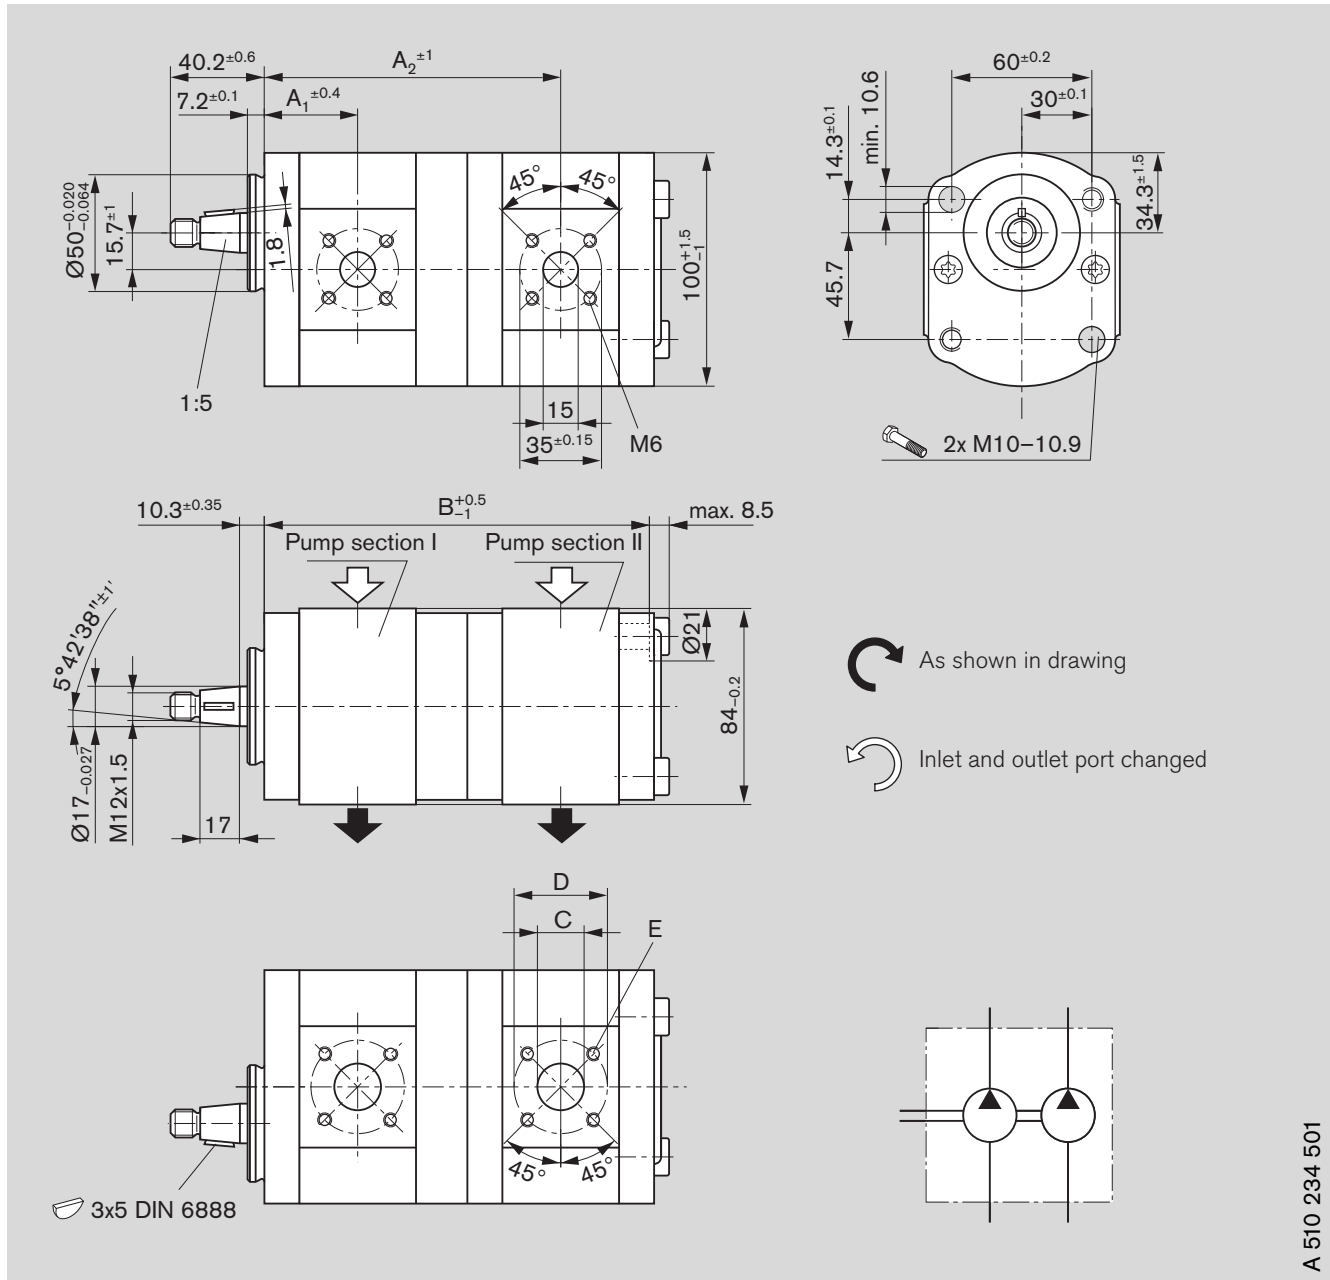 40.2±0.6
A₂±1
7.2±0.1
A₁±0.4
Ø50−0.020 −0.064
15.7±1
1.8
45°
45°
100+1.5 −1
1:5
15
35±0.15
M6
60±0.2
30±0.1
min. 10.6
14.3±0.1
34.3±1.5
45.7
2x M10–10.9
10.3±0.35
B+0.5 −1
max. 8.5
Pump section I
Pump section II
5°42'38"±1'
Ø17−0.027
M12x1.5
17
Ø21
84−0.2
As shown in drawing
Inlet and outlet port changed
D
C
E
45°
45°
3x5 DIN 6888
A 510 234 501